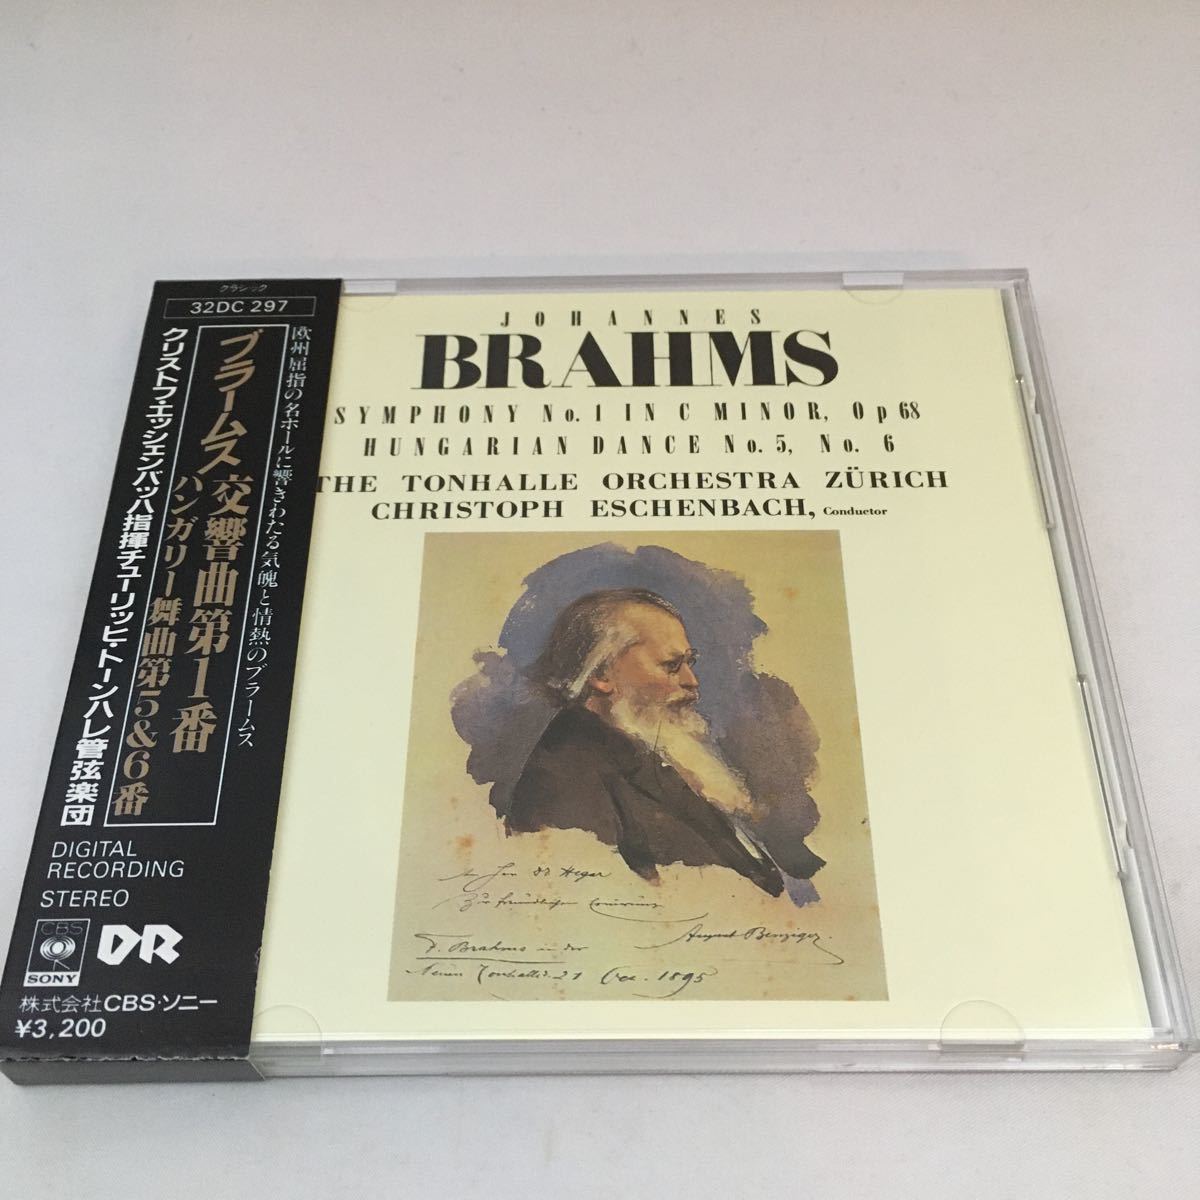 クラシック
32DC 297
欧州屈指の名ホールに響きわたる気魄と情熱のブラームス
ブラームス 交響曲第1番
ハンガリー舞曲第5&6番
クリストフ・エッシェンバッハ指揮チューリッヒ・トーンハレ管弦楽団
DIGITAL
RECORDING
STEREO
CBS
SONY
DR
株式会社CBS・ソニー
¥3,200
JOHANNES
BRAHMS
SYMPHONY No.1 IN C MINOR, Op 68
HUNGARIAN DANCE No. 5, No. 6
THE TONHALLE ORCHESTRA ZÜRICH
CHRISTOPH ESCHENBACH, Conductor
Heger
Zur freundlichen
August Benziger
Brahms in der
Neuen Tonhalle 21 Oct. 1895